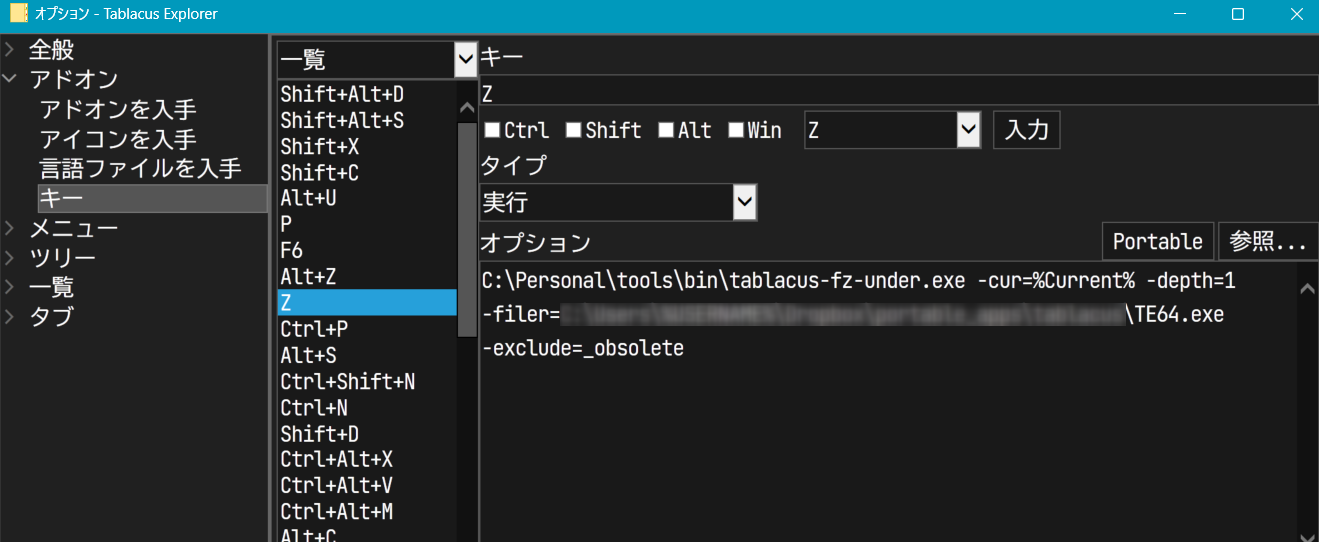 オプション - Tablacus Explorer
全般
アドオン
アドオンを入手
アイコンを入手
言語ファイルを入手
キー
メニュー
ツリー
一覧
タブ
一覧
Shift+Alt+D
Shift+Alt+S
Shift+X
Shift+C
Alt+U
P
F6
Alt+Z
Z
Ctrl+P
Alt+S
Ctrl+Shift+N
Ctrl+N
Shift+D
Ctrl+Alt+X
Ctrl+Alt+V
Ctrl+Alt+M
Alt+C
キー
Z
Ctrl Shift Alt Win Z 入力
タイプ
実行
オプション Portable 参照...
C:\Personal\tools\bin\tablacus-fz-under.exe -cur=%Current% -depth=1
-filer= \TE64.exe
-exclude=_obsolete